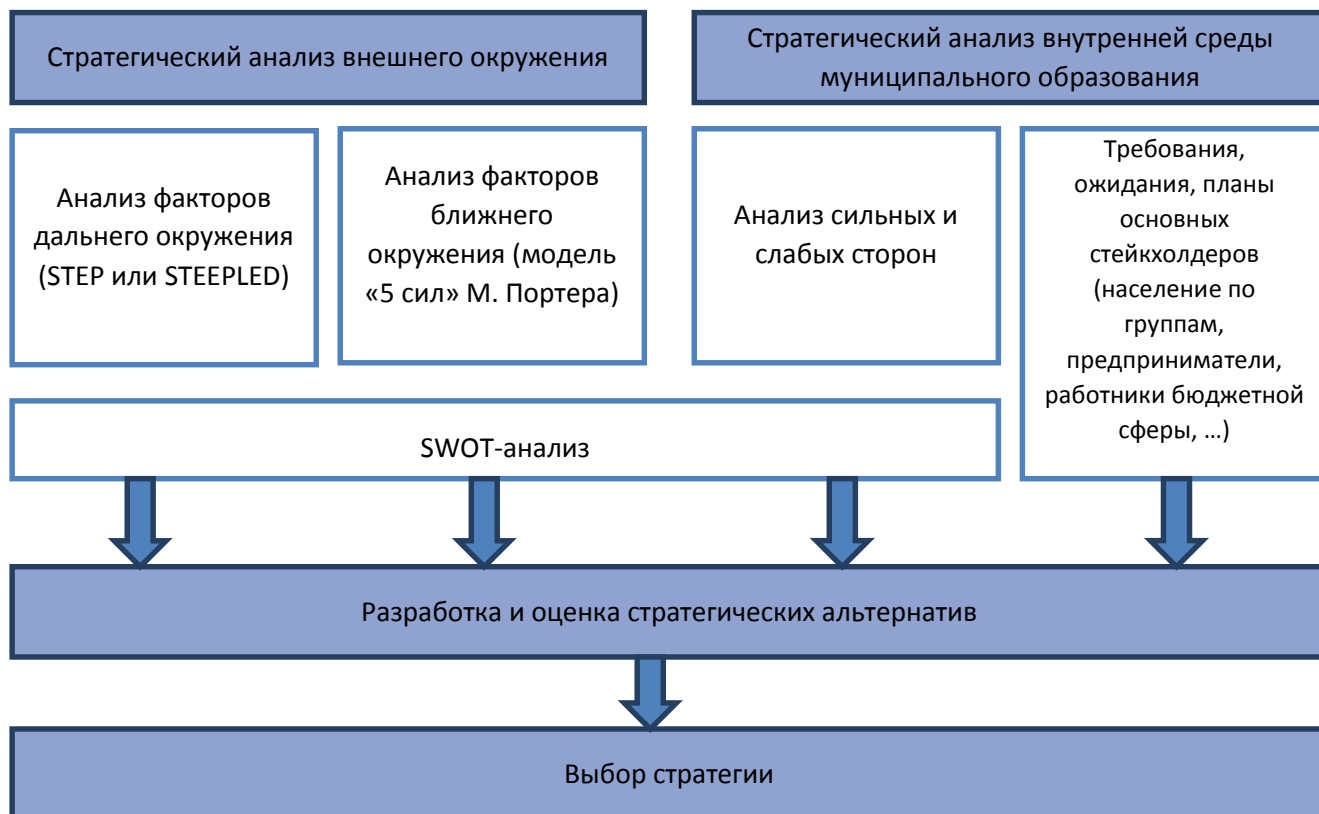 Стратегический анализ внешнего окружения
Стратегический анализ внутренней среды
муниципального образования
Анализ факторов
дальнего окружения
(STEP или STEEPLED)
Анализ факторов
ближнего
окружения (модель
«5 сил» М. Портера)
Анализ сильных и
слабых сторон
Требования,
ожидания, планы
основных
стейкхолдеров
(население по
группам,
предприниматели,
работники бюджетной
сферы, …)
SWOT-анализ
Разработка и оценка стратегических альтернатив
Выбор стратегии